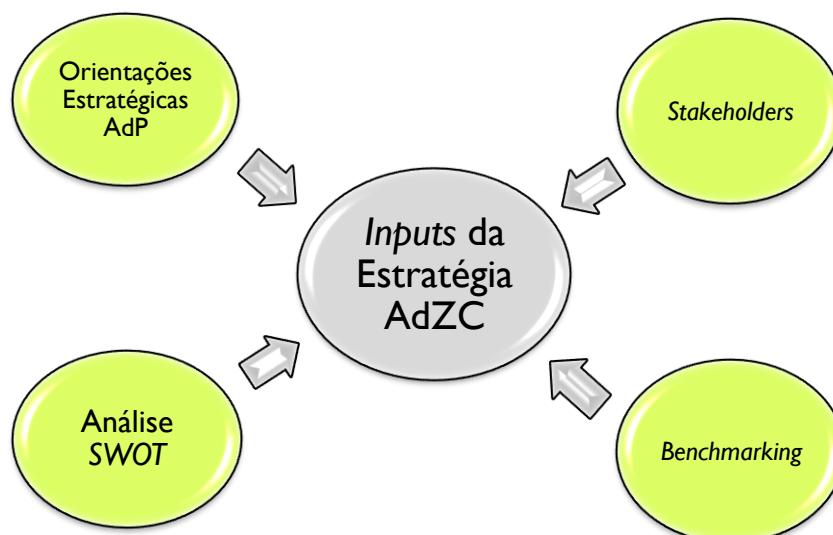 Orientações
Estratégicas
AdP
Stakeholders
Inputs da
Estratégia
AdZC
Análise
SWOT
Benchmarking